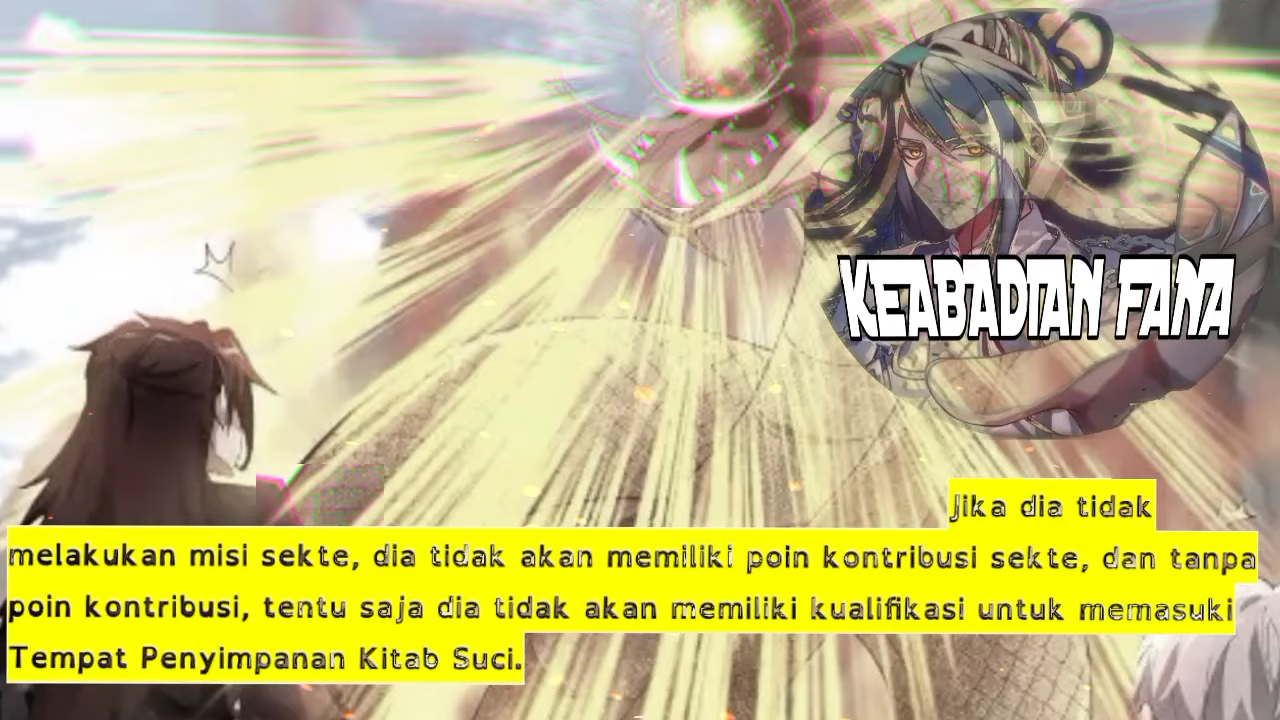 KEABADIAN FANA
Jika dia tidak
melakukan misi sekte, dia tidak akan memiliki poin kontribusi sekte, dan tanpa
poin kontribusi, tentu saja dia tidak akan memiliki kualifikasi untuk memasuki
Tempat Penyimpanan Kitab Suci.